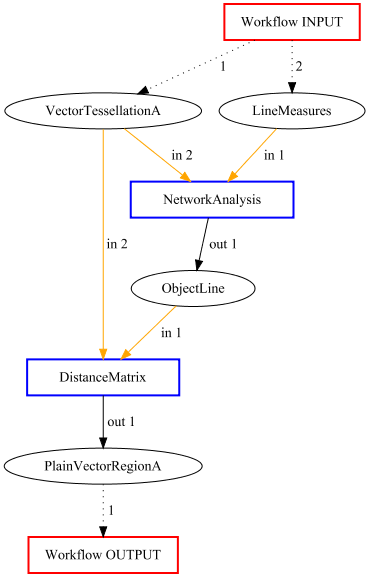 Workflow INPUT
1
2
VectorTessellationA
LineMeasures
in 2
in 1
NetworkAnalysis
in 2
out 1
ObjectLine
in 1
DistanceMatrix
out 1
PlainVectorRegionA
1
Workflow OUTPUT